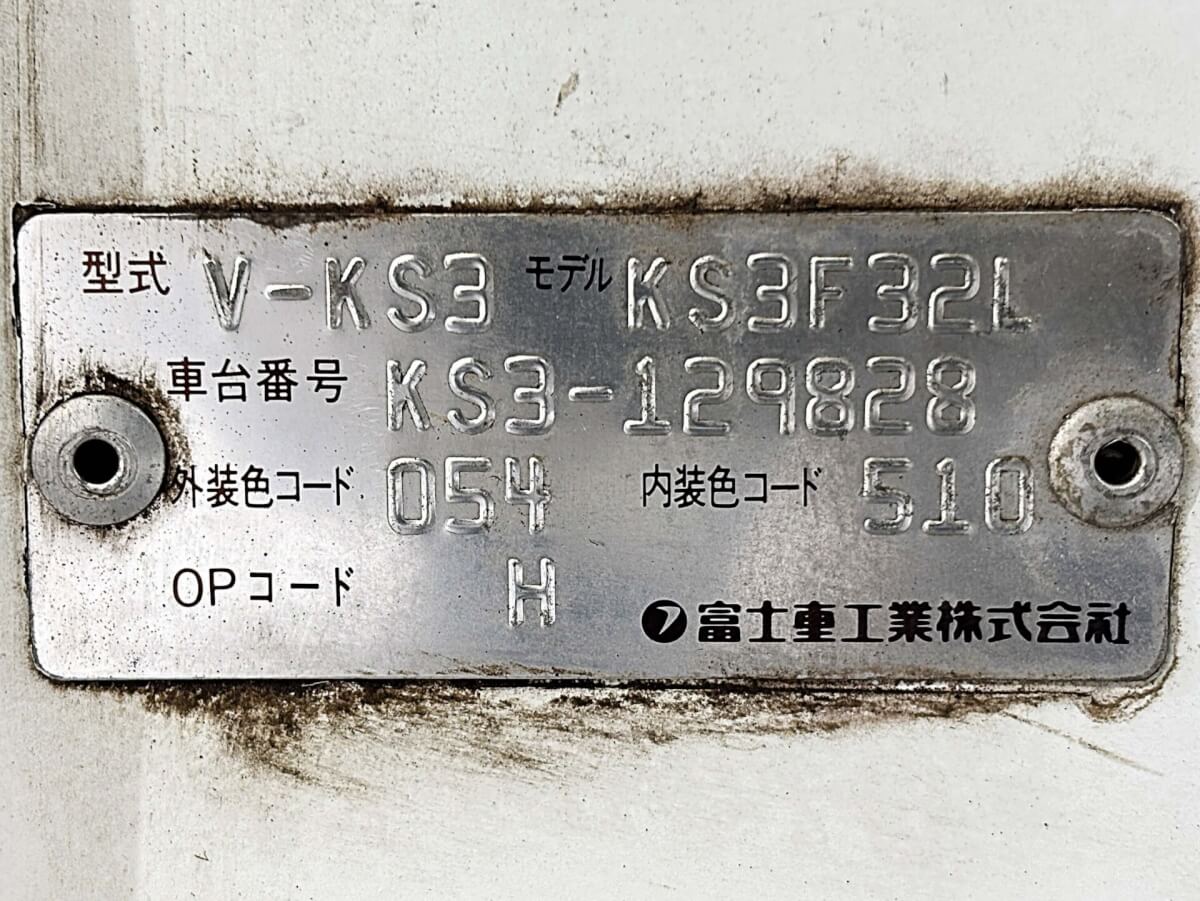 型式 V-KS3 モデル KS3F32L
車台番号 KS3-129828
外装色コード 054 内装色コード 510
OPコード H
富士重工業株式会社